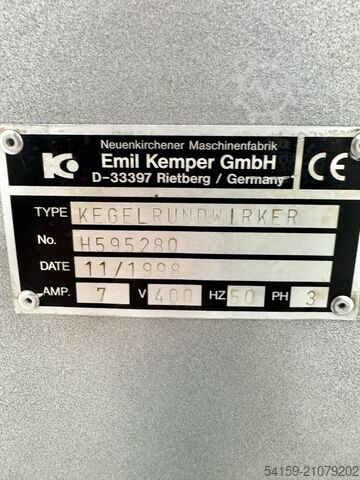 Neuenkirchener Maschinenfabrik
Emil Kemper GmbH
D-33397 Rietberg / Germany
CE
TYPE KEGELRUNDWIRKER
No. H595280
DATE 11/1998
AMP. 7 V 400 HZ 50 PH 3
54159-21079202